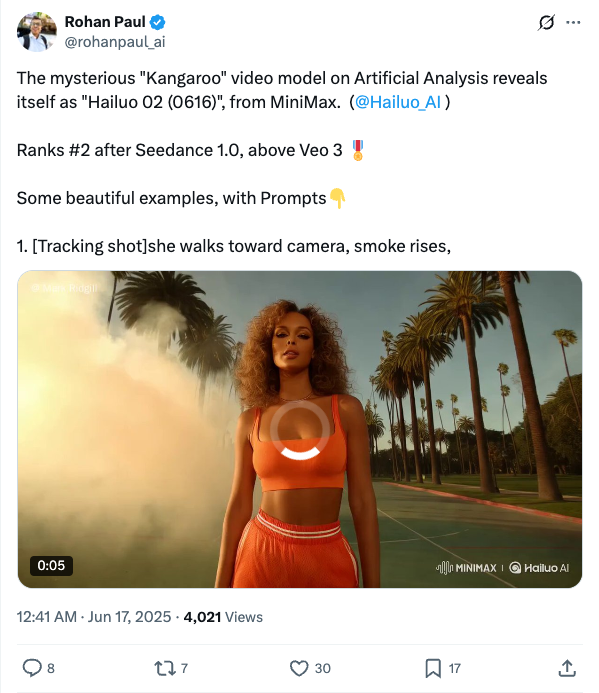 Rohan Paul
@rohanpaul_ai
The mysterious "Kangaroo" video model on Artificial Analysis reveals
itself as "Hailuo 02 (0616)", from MiniMax. (@Hailuo_AI )
Ranks #2 after Seedance 1.0, above Veo 3 🎖️
Some beautiful examples, with Prompts👇
1. [Tracking shot]she walks toward camera, smoke rises,
0:05
MINIMAX | Hailuo AI
12:41 AM · Jun 17, 2025 · 4,021 Views
8 7 30 17